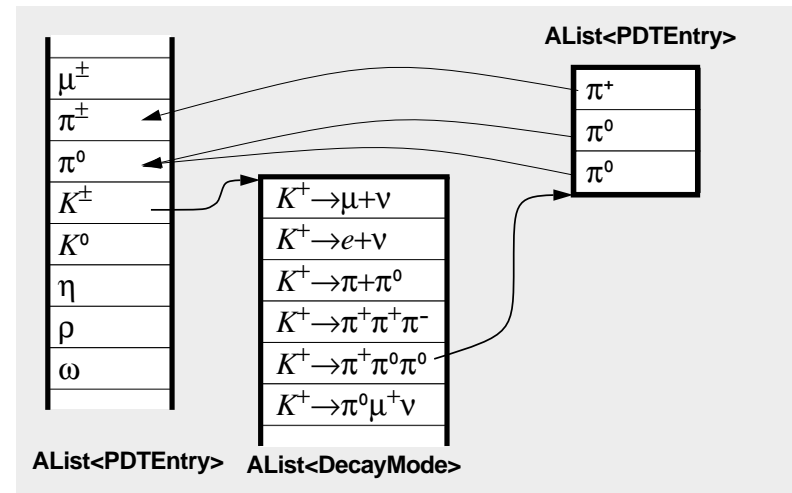 AList<PDTEntry>
μ±
π±
π⁰
K±
K⁰
η
ρ
ω
AList<PDTEntry>
K⁺→μ+ν
K⁺→e+ν
K⁺→π+π⁰
K⁺→π⁺π⁺π⁻
K⁺→π⁺π⁰π⁰
K⁺→π⁰μ⁺ν
AList<DecayMode>
π⁺
π⁰
π⁰